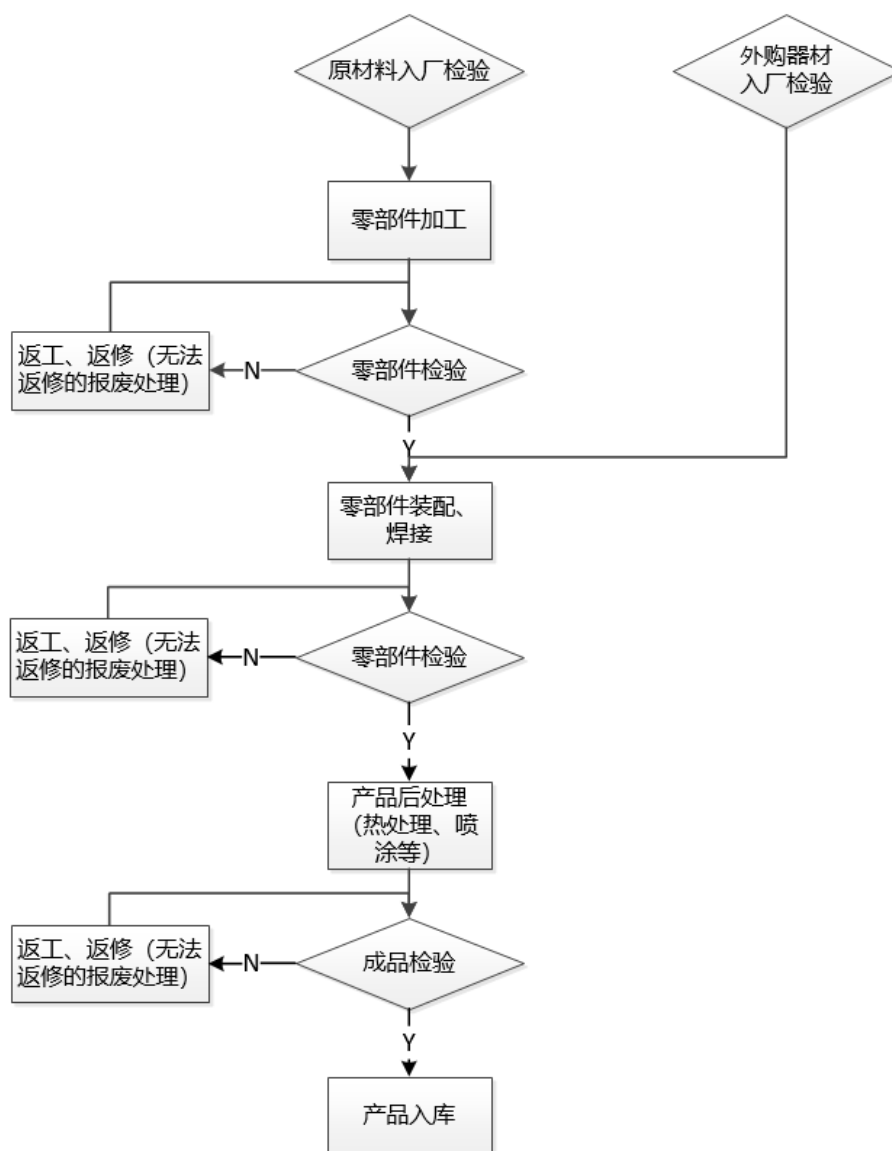 原材料入厂检验
外购器材
入厂检验
零部件加工
返工、返修（无法
返修的报废处理）
N
零部件检验
Y
零部件装配、
焊接
返工、返修（无法
返修的报废处理）
N
零部件检验
Y
产品后处理
（热处理、喷
涂等）
返工、返修（无法
返修的报废处理）
N
成品检验
Y
产品入库